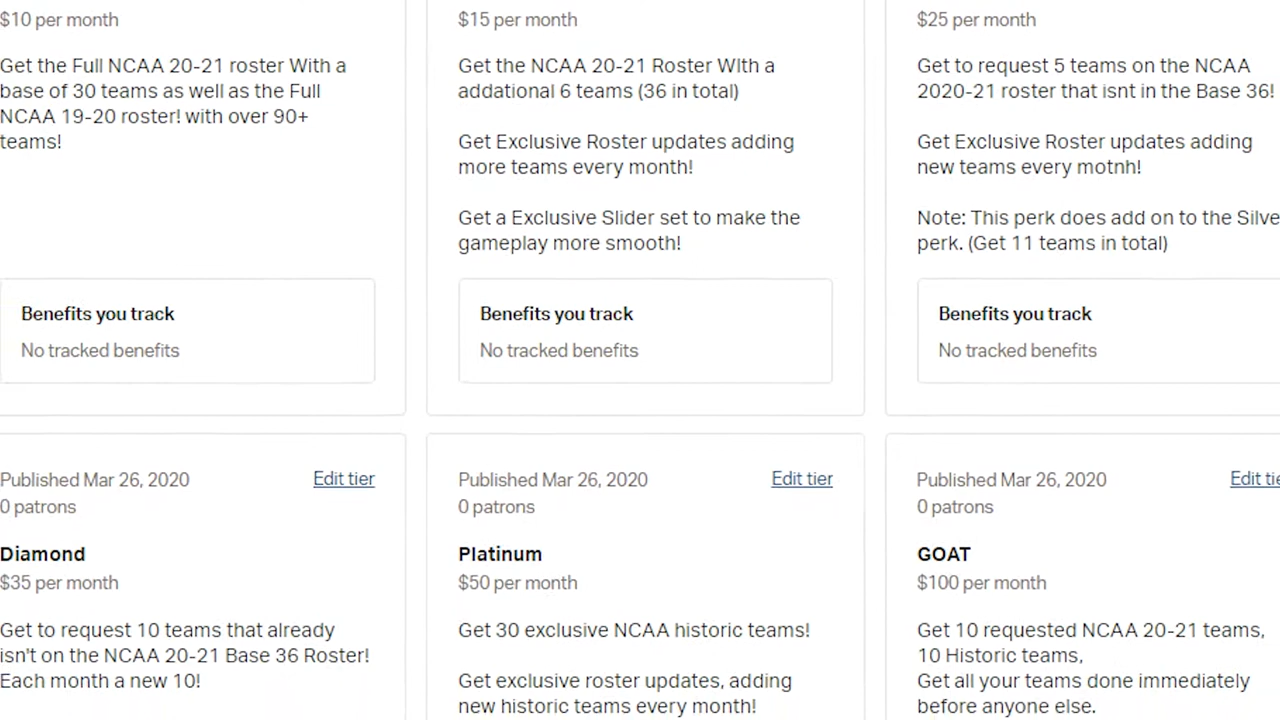 $10 per month
Get the Full NCAA 20-21 roster With a
base of 30 teams as well as the Full
NCAA 19-20 roster! with over 90+
teams!
Benefits you track
No tracked benefits
$15 per month
Get the NCAA 20-21 Roster WIth a
addational 6 teams (36 in total)
Get Exclusive Roster updates adding
more teams every month!
Get a Exclusive Slider set to make the
gameplay more smooth!
Benefits you track
No tracked benefits
$25 per month
Get to request 5 teams on the NCAA
2020-21 roster that isnt in the Base 36!
Get Exclusive Roster updates adding
new teams every motnh!
Note: This perk does add on to the Silve
perk. (Get 11 teams in total)
Benefits you track
No tracked benefits
Published Mar 26, 2020
Edit tier
0 patrons
Diamond
$35 per month
Get to request 10 teams that already
isn't on the NCAA 20-21 Base 36 Roster!
Each month a new 10!
Published Mar 26, 2020
Edit tier
0 patrons
Platinum
$50 per month
Get 30 exclusive NCAA historic teams!
Get exclusive roster updates, adding
new historic teams every month!
Published Mar 26, 2020
Edit tie
0 patrons
GOAT
$100 per month
Get 10 requested NCAA 20-21 teams,
10 Historic teams,
Get all your teams done immediately
before anyone else.